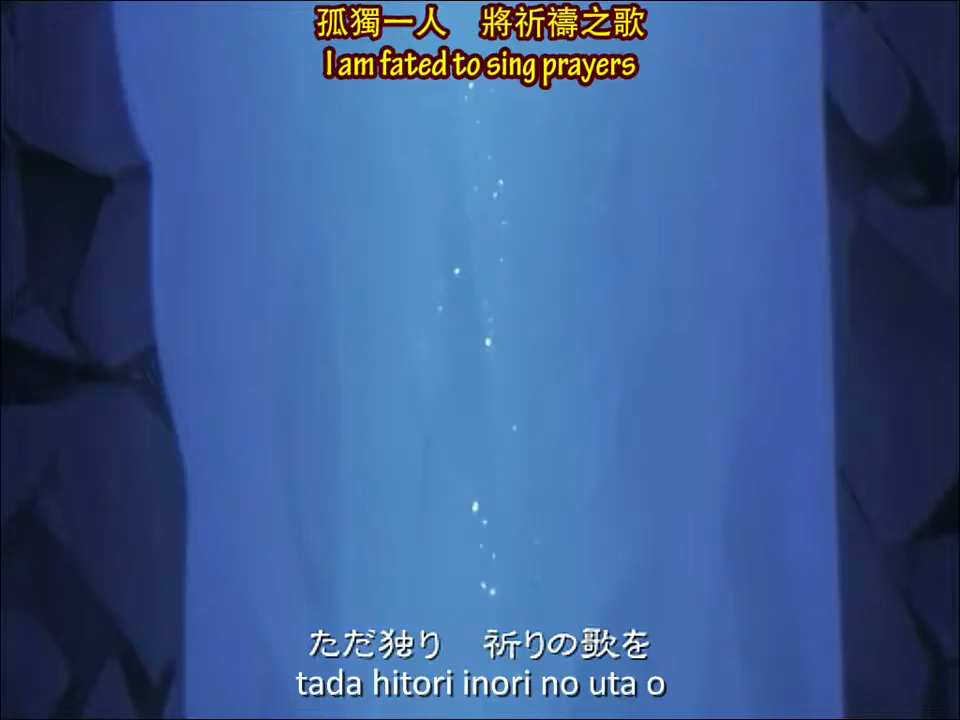 孤獨一人　將祈禱之歌
I am fated to sing prayers
ただ独り　祈りの歌を
tada hitori inori no uta o